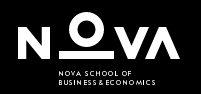 NOVA
NOVA SCHOOL OF
BUSINESS & ECONOMICS